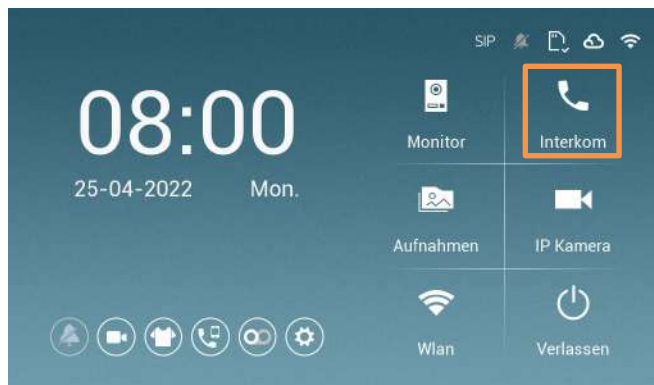 SIP
08:00
25-04-2022 Mon.
Monitor Interkom
Aufnahmen IP Kamera
Wlan Verlassen